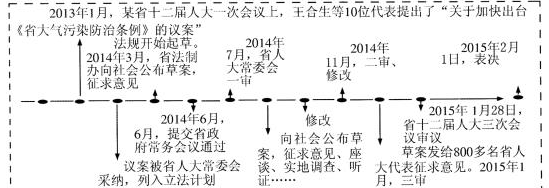 2013年1月，某省十二届人大一次会议上，王合生等10位代表提出了“关于加快出台
《省大气污染防治条例》的议案”
法规开始起草。
2014年3月，省法制
办向社会公布草案，
征求意见
2014年
7月，省人
大常委会
一审
2014年
11月，二审、
修改
2015年2月
1日，表决
2014年6月，
6月，提交省政
府常务会议通过
议案被省人大常委会
采纳，列入立法计划
修改
向社会公布草
案，征求意见、座
谈、实地调查、听
证……
2015年1月28日，
省十二届人大三次会
议审议
草案发给800多名省人
大代表征求意见。2015年1
月，三审